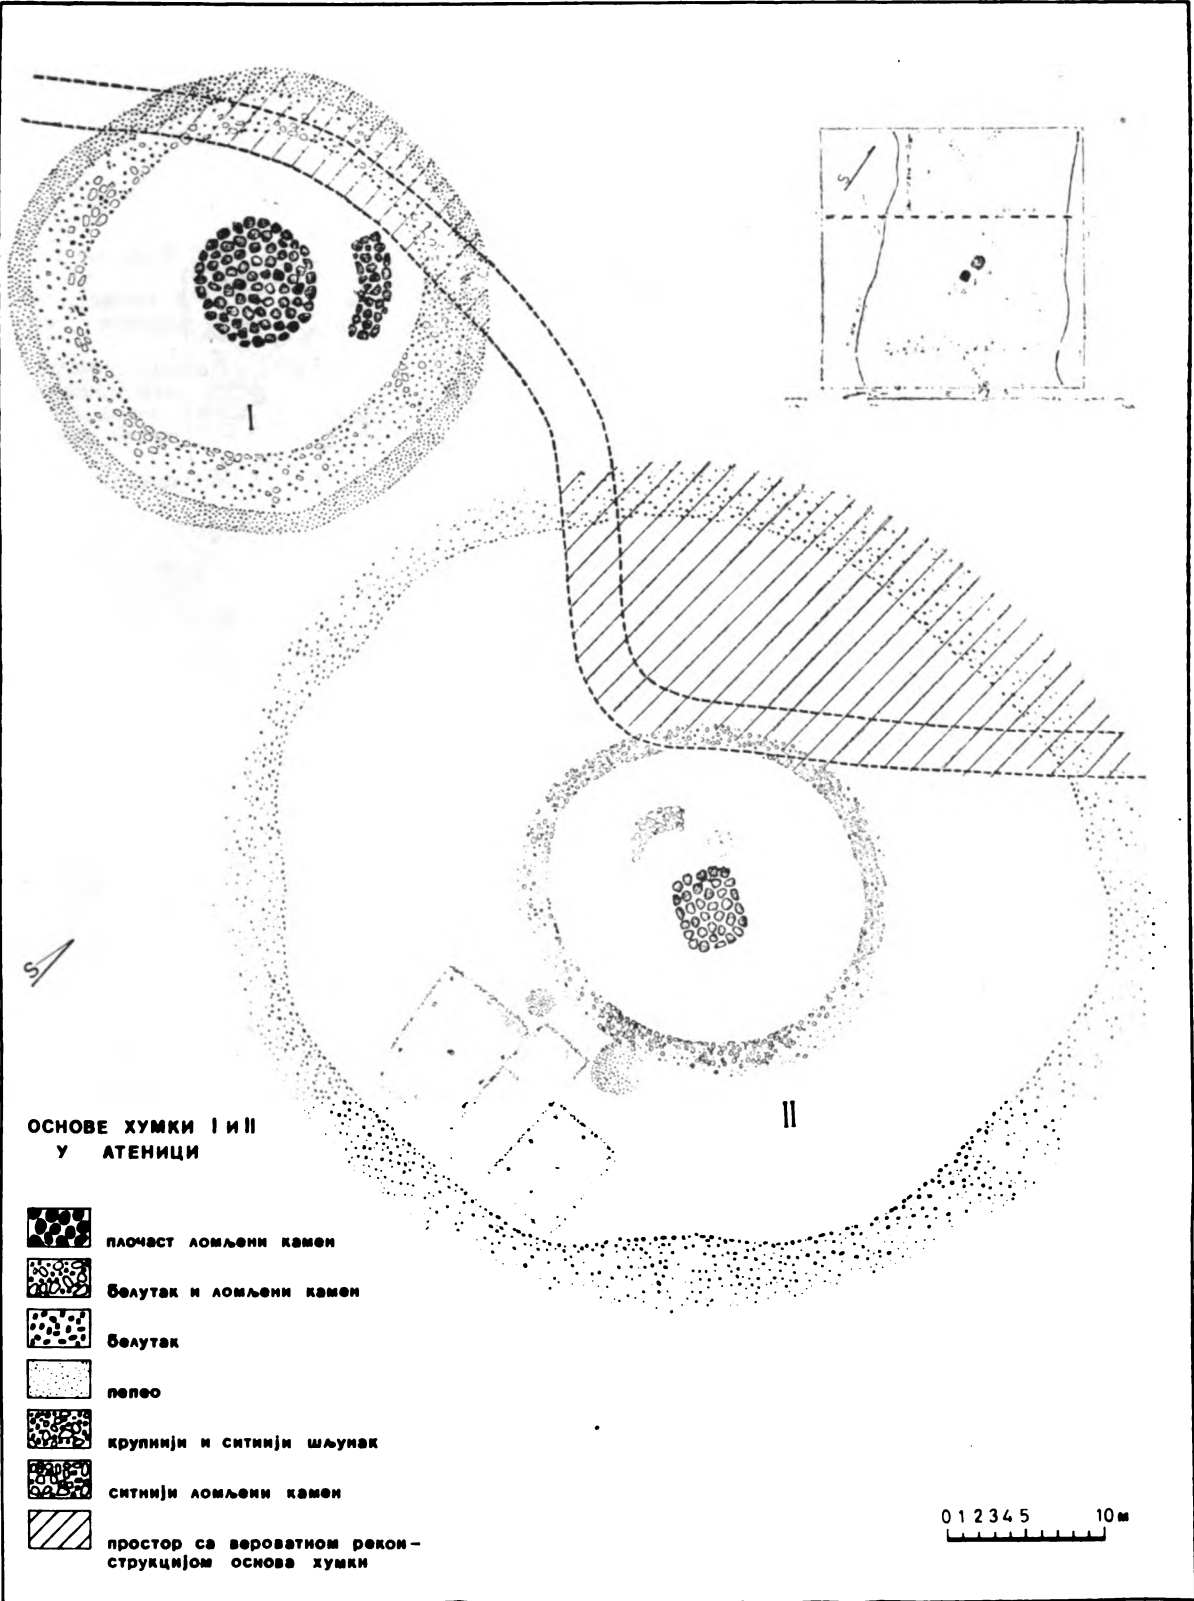 S
I
S
II
ОСНОВЕ ХУМКИ I И II
У АТЕНИЦИ
плочаст ломљени камен
белутак и ломљени камен
белутак
пепео
крупнији и ситнији шљунак
ситнији ломљени камен
простор са вероватном рекон–
струкцијом основа хумки
0 1 2 3 4 5 10 м